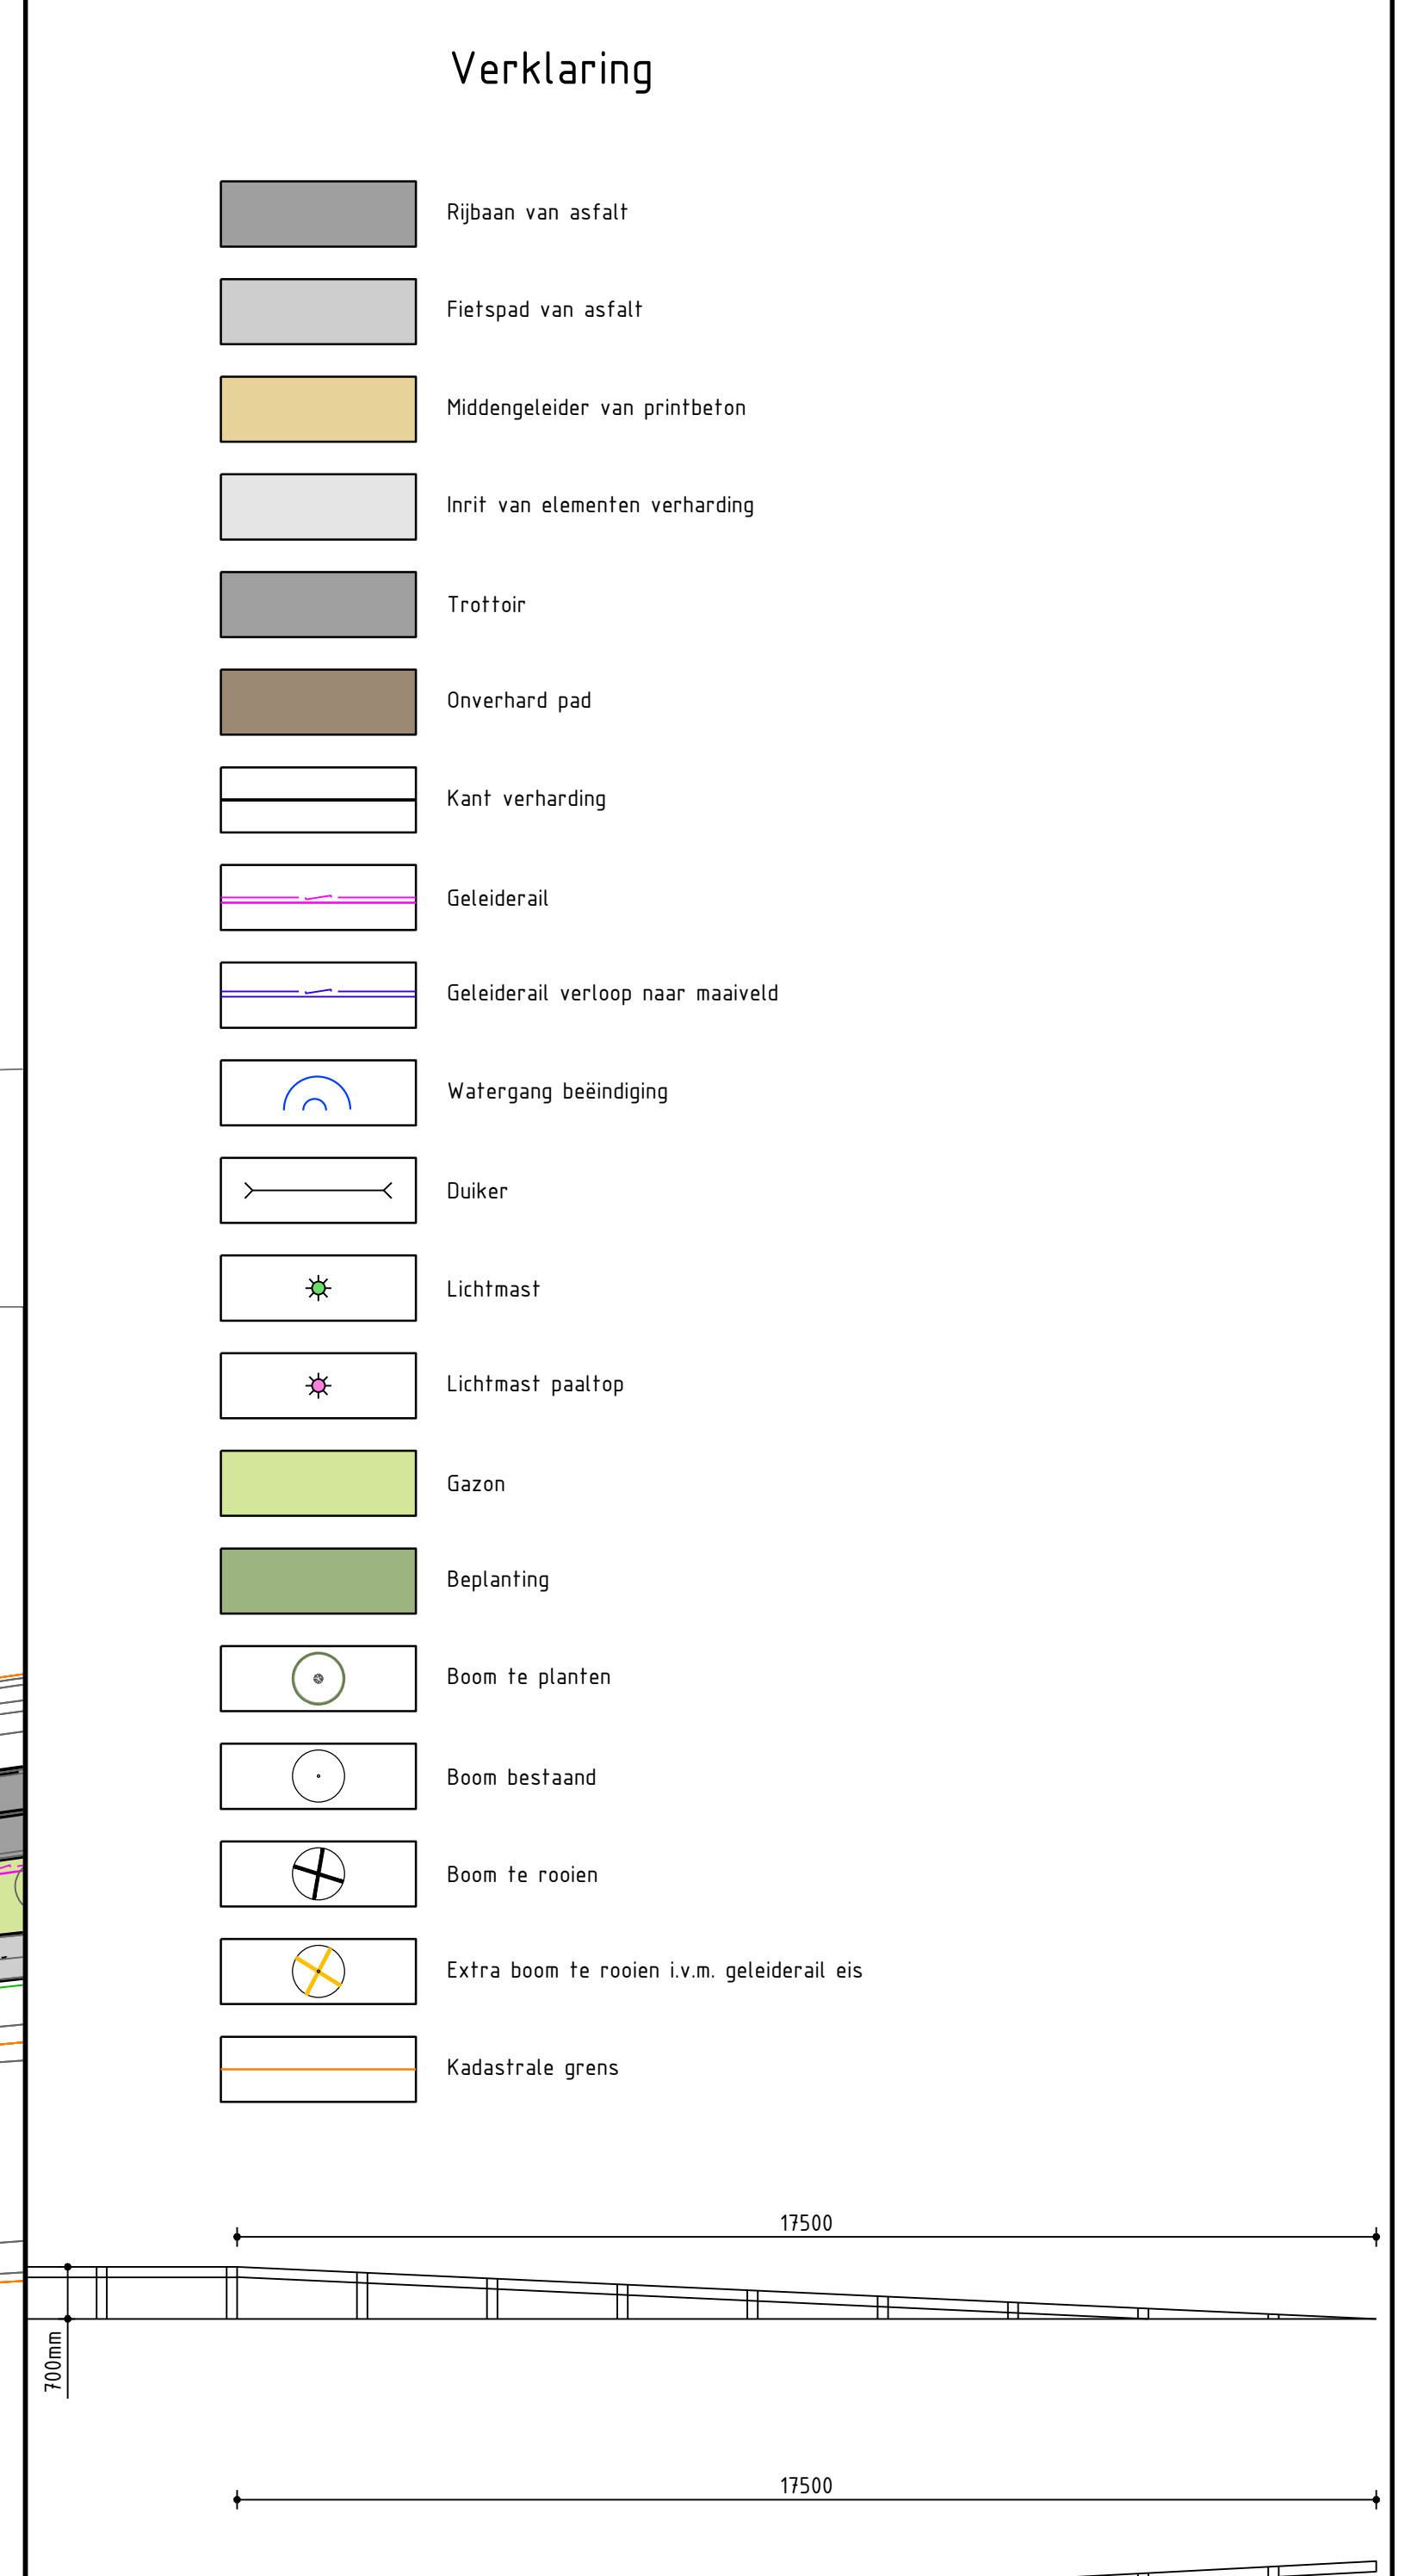 Verklaring
Rijbaan van asfalt
Fietspad van asfalt
Middengeleider van printbeton
Inrit van elementen verharding
Trottoir
Onverhard pad
Kant verharding
Geleiderail
Geleiderail verloop naar maaiveld
Watergang beëindiging
Duiker
Lichtmast
Lichtmast paaltop
Gazon
Beplanting
Boom te planten
Boom bestaand
Boom te rooien
Extra boom te rooien i.v.m. geleiderail eis
Kadastrale grens
17500
700mm
17500